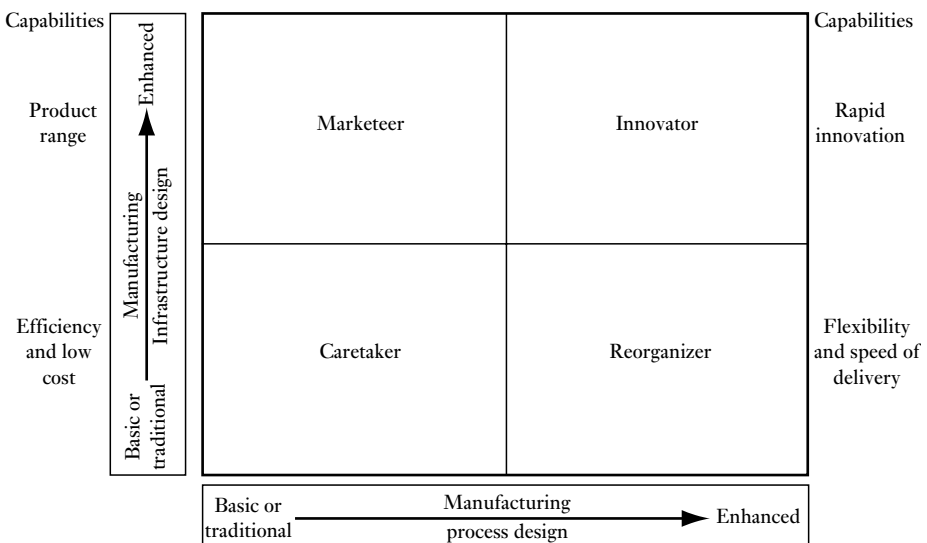 Capabilities
Capabilities
Enhanced
Manufacturing
Infrastructure design
Basic or
traditional
Product
range
Marketeer
Innovator
Rapid
innovation
Efficiency
and low
cost
Caretaker
Reorganizer
Flexibility
and speed of
delivery
Basic or
traditional
Manufacturing
process design
Enhanced